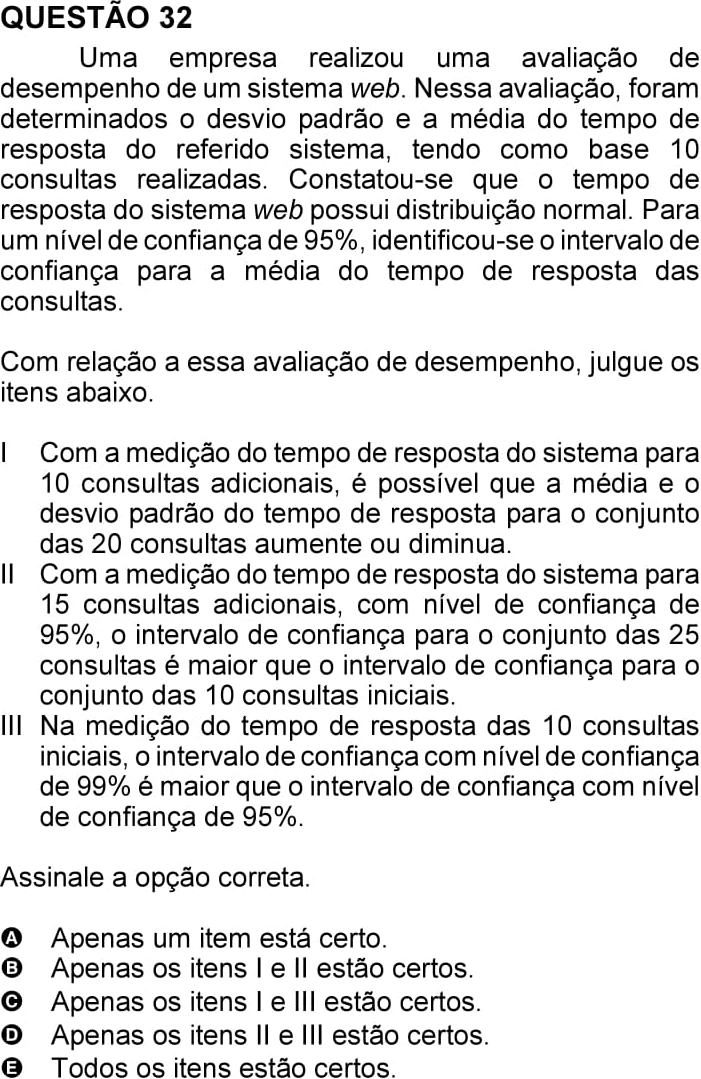 QUESTÃO 32
Uma empresa realizou uma avaliação de
desempenho de um sistema web. Nessa avaliação, foram
determinados o desvio padrão e a média do tempo de
resposta do referido sistema, tendo como base 10
consultas realizadas. Constatou-se que o tempo de
resposta do sistema web possui distribuição normal. Para
um nível de confiança de 95%, identificou-se o intervalo de
confiança para a média do tempo de resposta das
consultas.
Com relação a essa avaliação de desempenho, julgue os
itens abaixo.
I Com a medição do tempo de resposta do sistema para
10 consultas adicionais, é possível que a média e o
desvio padrão do tempo de resposta para o conjunto
das 20 consultas aumente ou diminua.
II Com a medição do tempo de resposta do sistema para
15 consultas adicionais, com nível de confiança de
95%, o intervalo de confiança para o conjunto das 25
consultas é maior que o intervalo de confiança para o
conjunto das 10 consultas iniciais.
III Na medição do tempo de resposta das 10 consultas
iniciais, o intervalo de confiança com nível de confiança
de 99% é maior que o intervalo de confiança com nível
de confiança de 95%.
Assinale a opção correta.
A Apenas um item está certo.
B Apenas os itens I e II estão certos.
C Apenas os itens I e III estão certos.
D Apenas os itens II e III estão certos.
E Todos os itens estão certos.